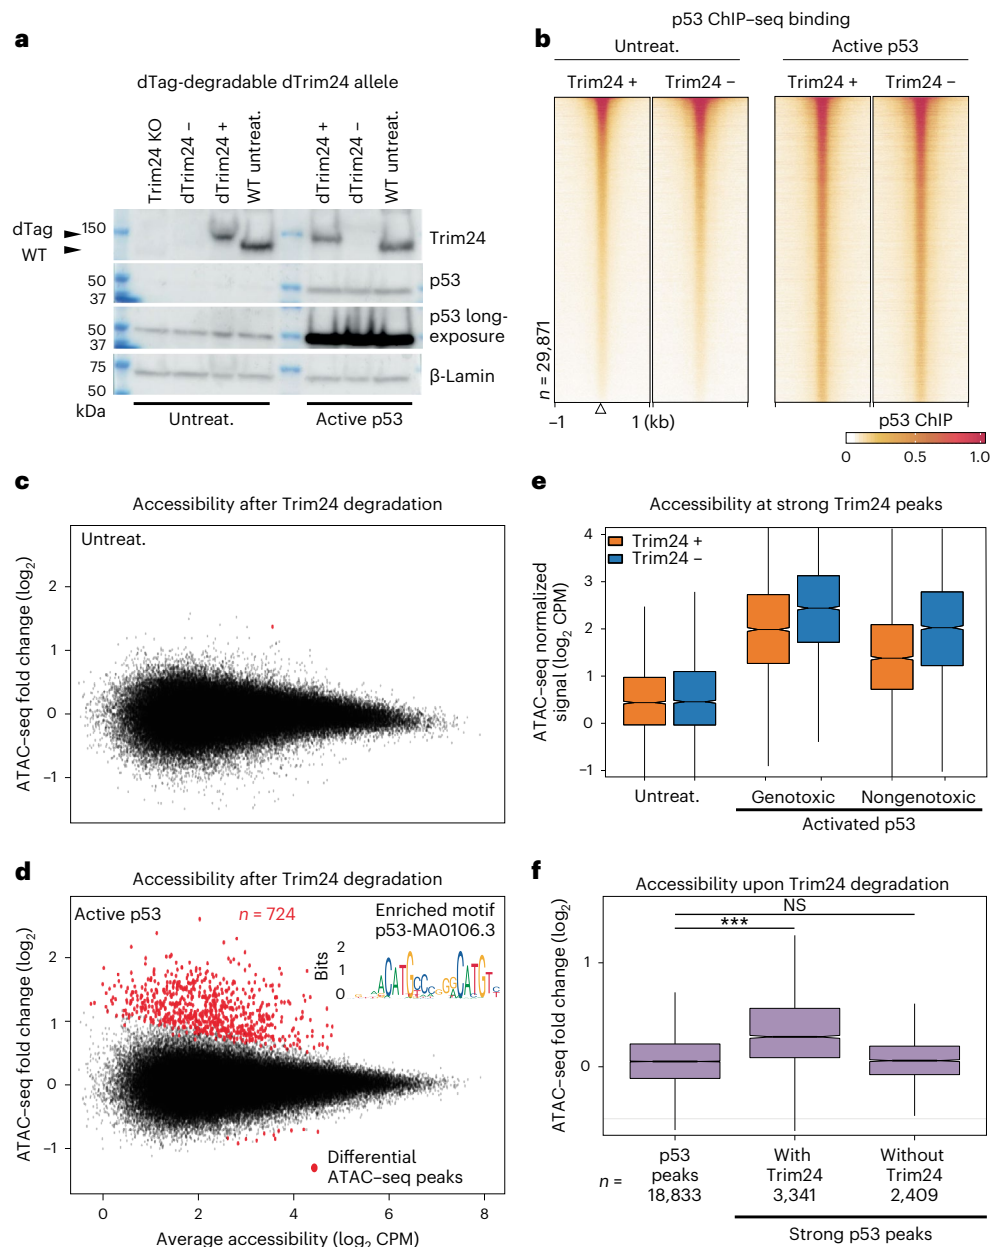 a
dTag-degradable dTrim24 allele
Trim24 KO
dTrim24 –
dTrim24 +
WT untreat.
dTrim24 +
dTrim24 –
WT untreat.
dTag
WT
150
Trim24
50
37
p53
50
37
p53 long-
exposure
75
50
β-Lamin
kDa
Untreat.
Active p53
b
p53 ChIP–seq binding
Untreat.
Active p53
Trim24 +
Trim24 –
Trim24 +
Trim24 –
n = 29,871
–1
1 (kb)
p53 ChIP
0
0.5
1.0
c
Accessibility after Trim24 degradation
Untreat.
ATAC–seq fold change (log2)
2
1
0
–1
d
Accessibility after Trim24 degradation
Active p53
n = 724
Enriched motif
p53-MA0106.3
Bits
2
1
0
ATAC–seq fold change (log2)
2
1
0
–1
Differential
ATAC–seq peaks
0
2
4
6
8
Average accessibility (log2 CPM)
e
Accessibility at strong Trim24 peaks
Trim24 +
Trim24 –
ATAC–seq normalized
signal (log2 CPM)
4
3
2
1
0
–1
Untreat.
Genotoxic
Nongenotoxic
Activated p53
f
Accessibility upon Trim24 degradation
NS
***
ATAC–seq fold change (log2)
1
0
p53
peaks
With
Trim24
Without
Trim24
n =
18,833
3,341
2,409
Strong p53 peaks